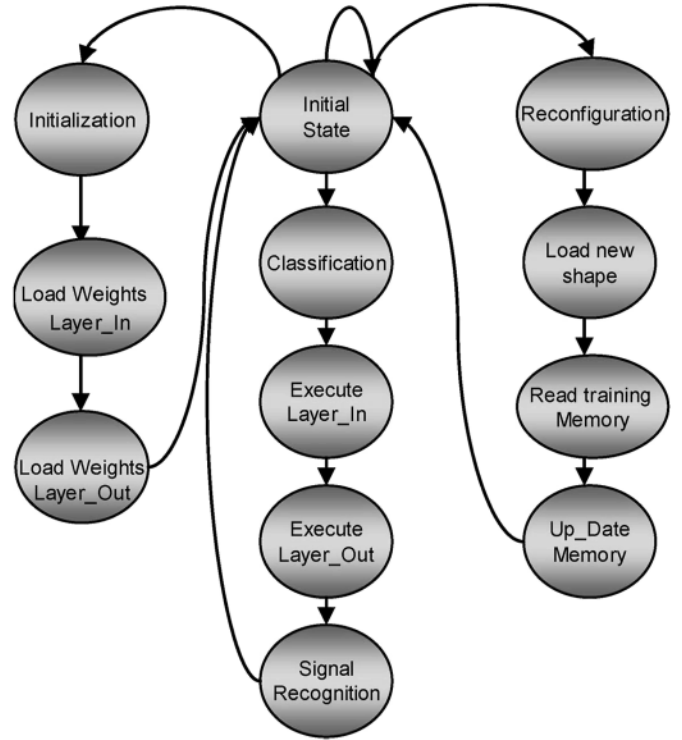 Initialization
Load Weights
Layer_In
Load Weights
Layer_Out
Initial
State
Classification
Execute
Layer_In
Execute
Layer_Out
Signal
Recognition
Reconfiguration
Load new
shape
Read training
Memory
Up_Date
Memory